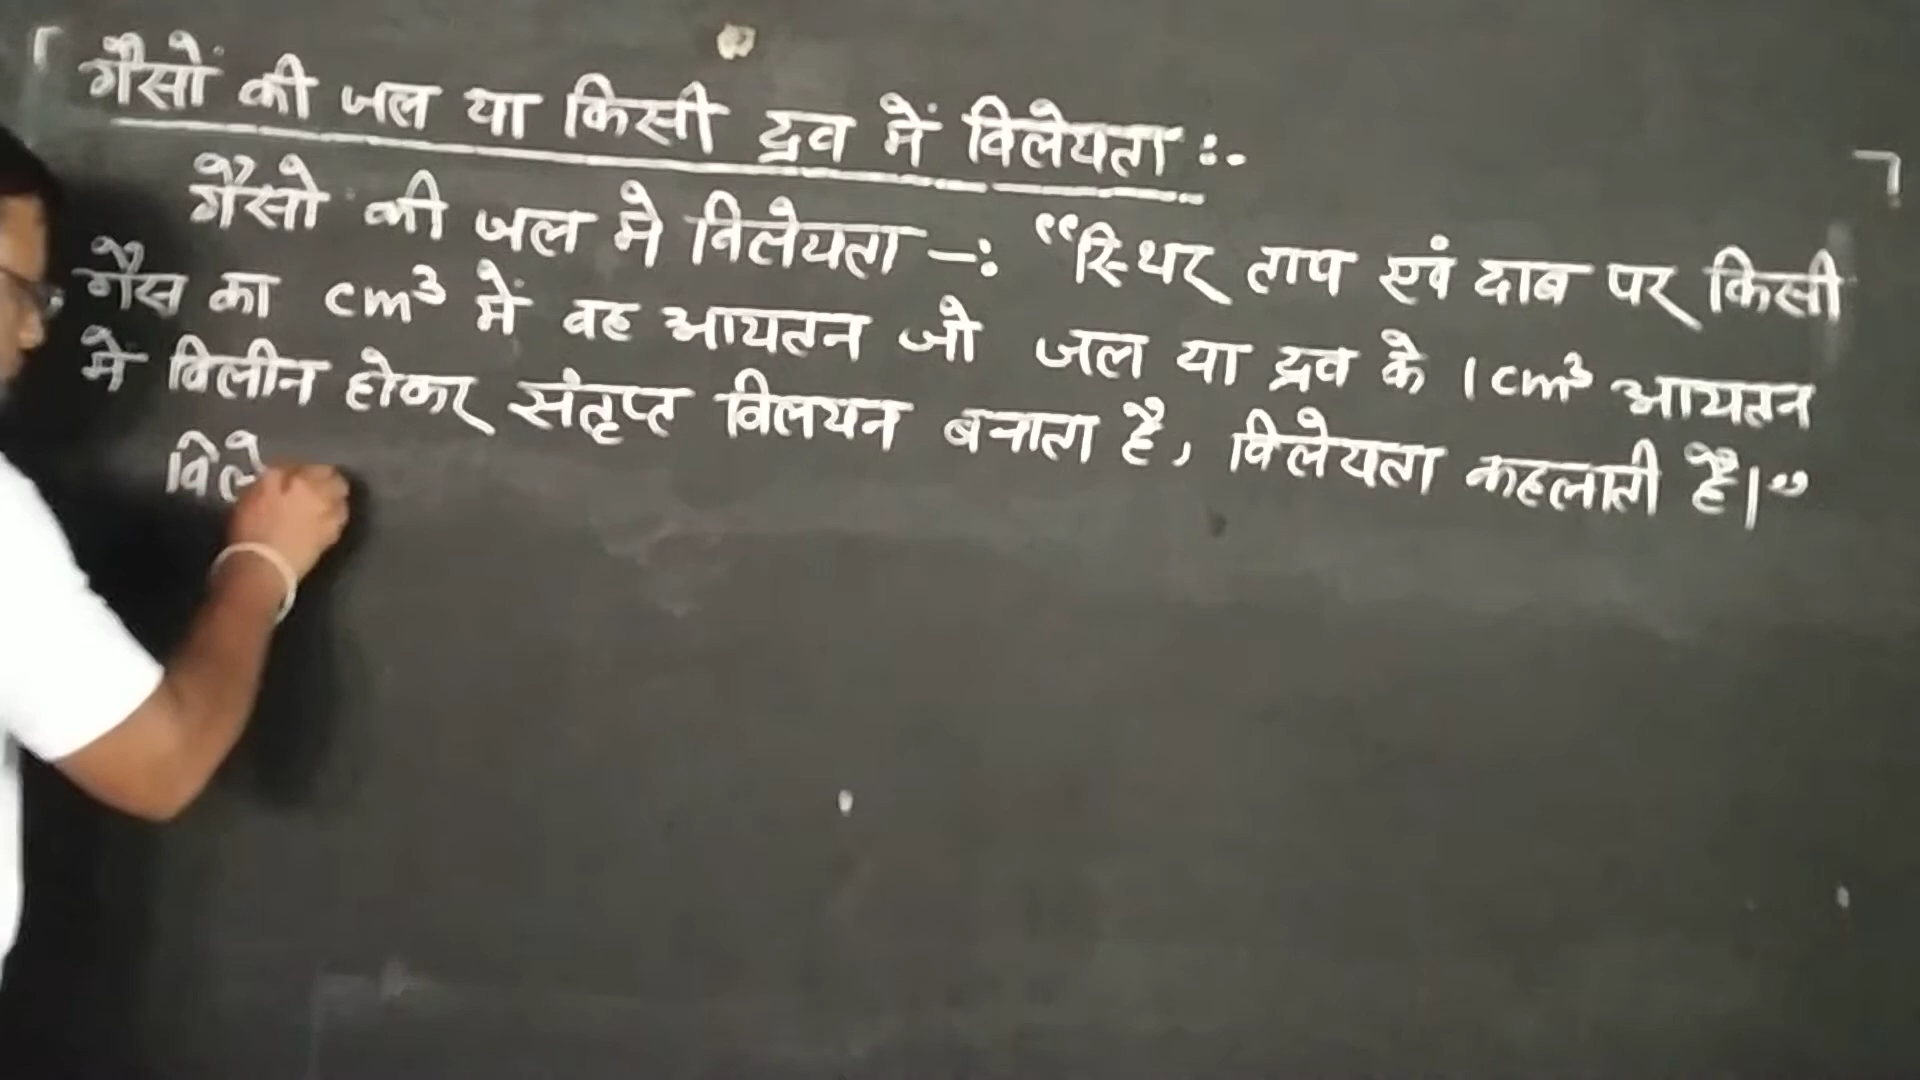 गैसों की जल या किसी द्रव में विलेयता :-
गैसो की जल मे विलेयता –: “स्थिर ताप एवं दाब पर किसी
गैस का cm³ में वह आयतन जो जल या द्रव के 1cm³ आयतन
मे विलीन होकर संतृप्त विलयन बनाता है, विलेयता कहलाती है।”
विले